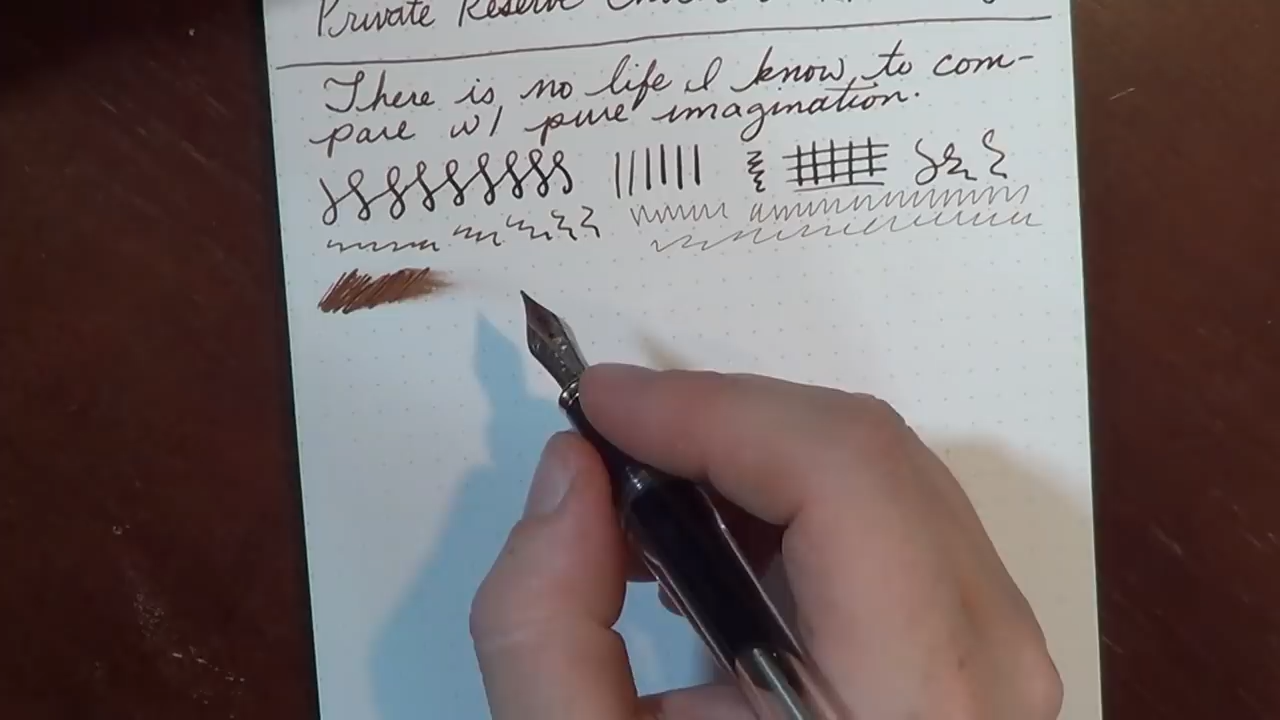 Private Reserve
There is no life I know to com-
pare w/ pure imagination.